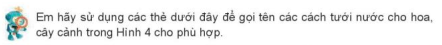 Em hãy sử dụng các thẻ dưới đây để gọi tên các cách tưới nước cho hoa,
cây cảnh trong Hình 4 cho phù hợp.